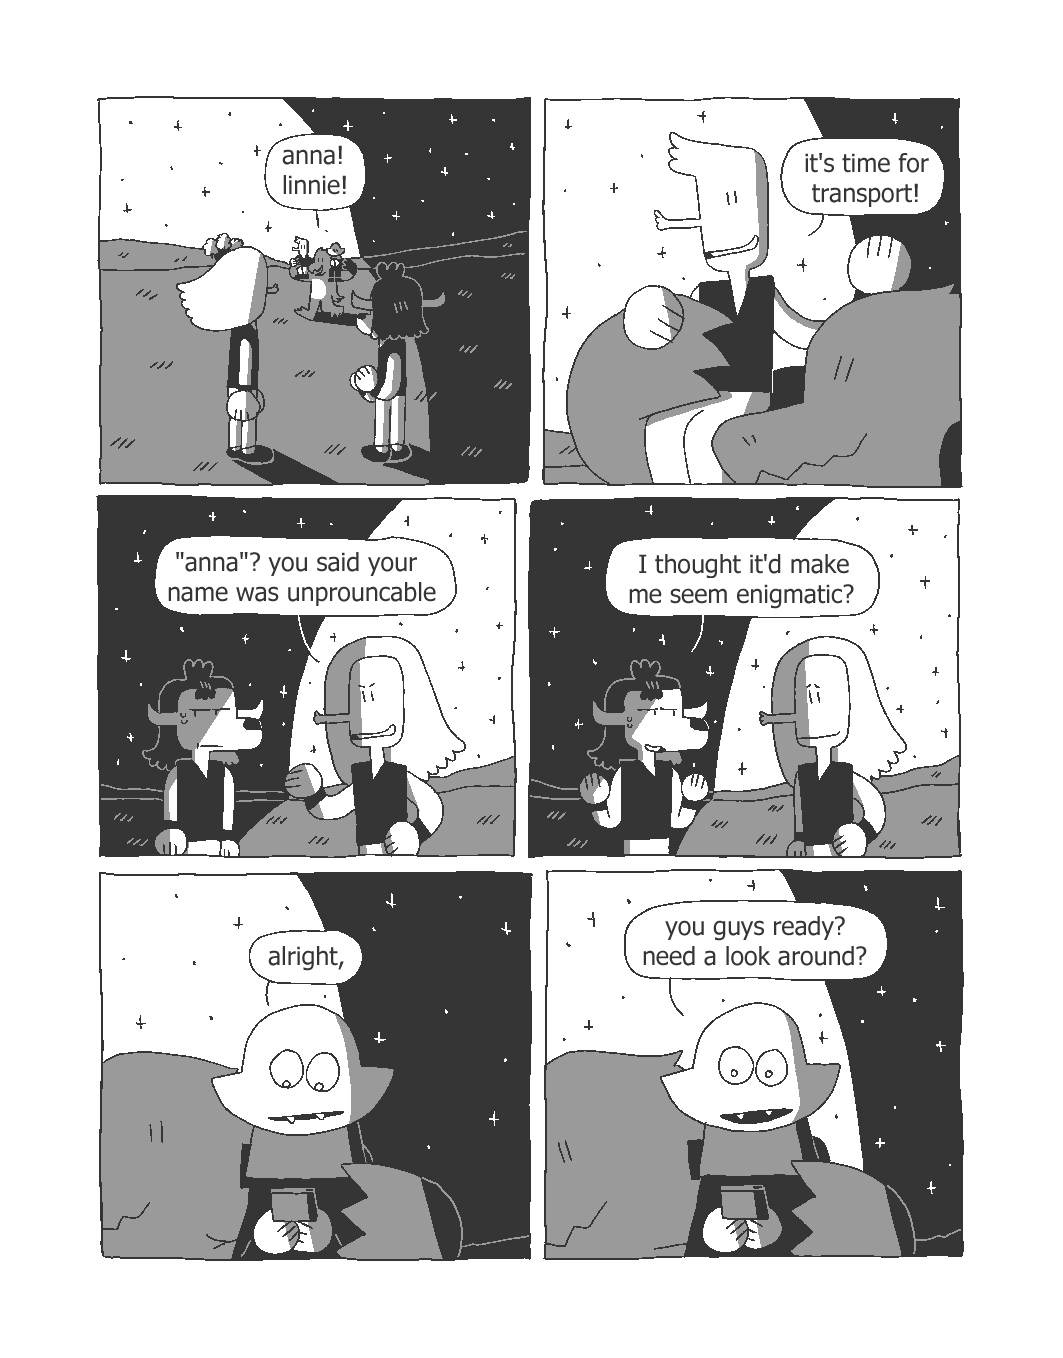 anna!
linnie!
it's time for
transport!
"anna"? you said your
name was unprouncable
I thought it'd make
me seem enigmatic?
alright,
you guys ready?
need a look around?